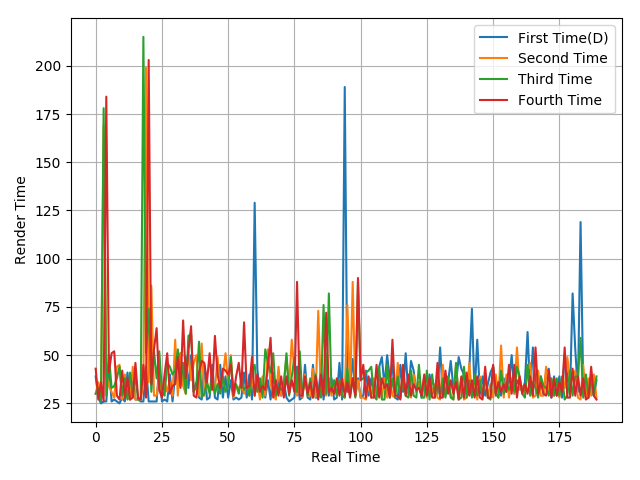 First Time(D)
Second Time
Third Time
Fourth Time
200
175
150
125
100
75
50
25
Render Time
0 25 50 75 100 125 150 175
Real Time